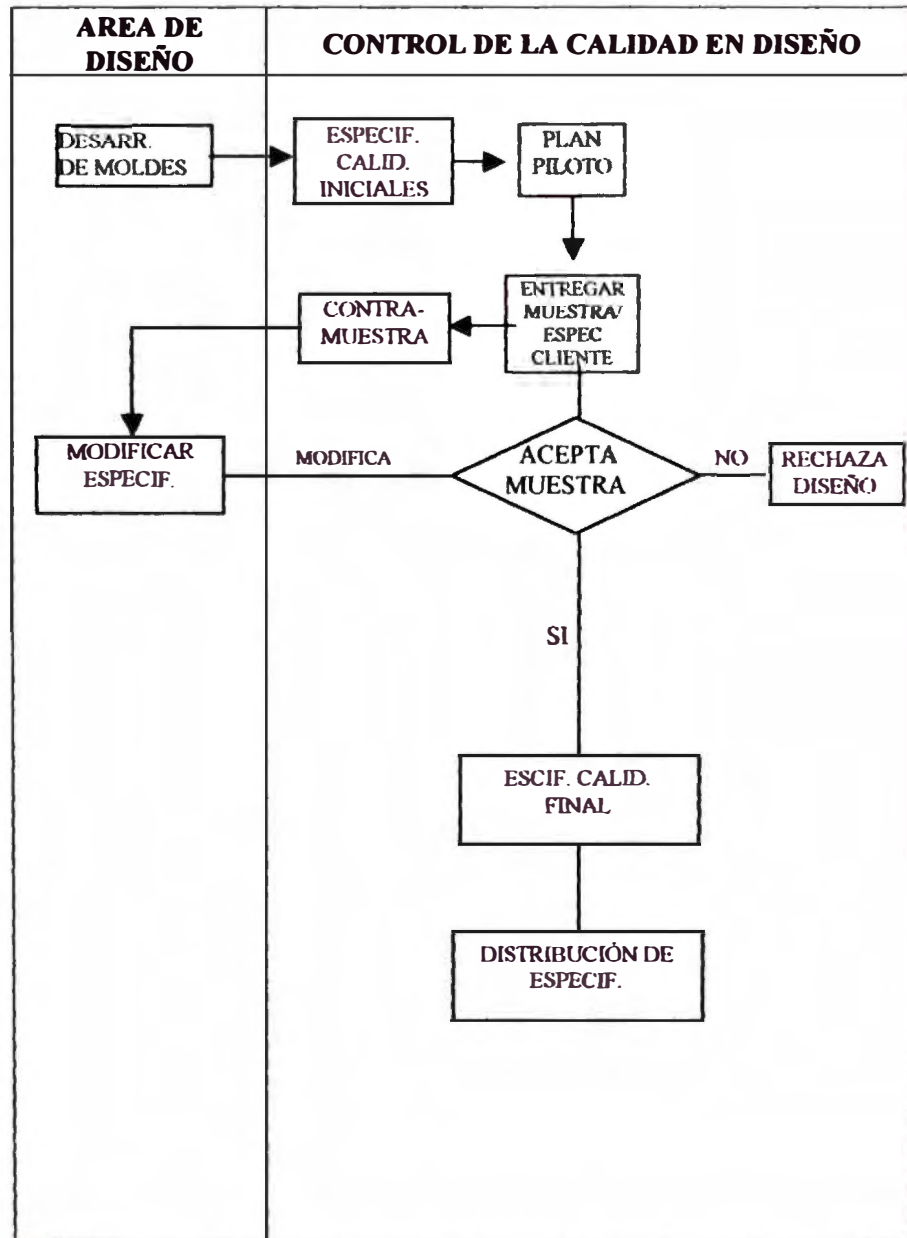 AREA DE
DISEÑO
CONTROL DE LA CALIDAD EN DISEÑO
DESARR.
DE MOLDES
ESPECIF.
CALID.
INICIALES
PLAN
PILOTO
CONTRA-
MUESTRA
ENTREGAR
MUESTRA/
ESPEC
CLIENTE
MODIFICAR
ESPECIF.
MODIFICA
ACEPTA
MUESTRA
NO
RECHAZA
DISEÑO
SI
ESCIF. CALID.
FINAL
DISTRIBUCIÓN DE
ESPECIF.